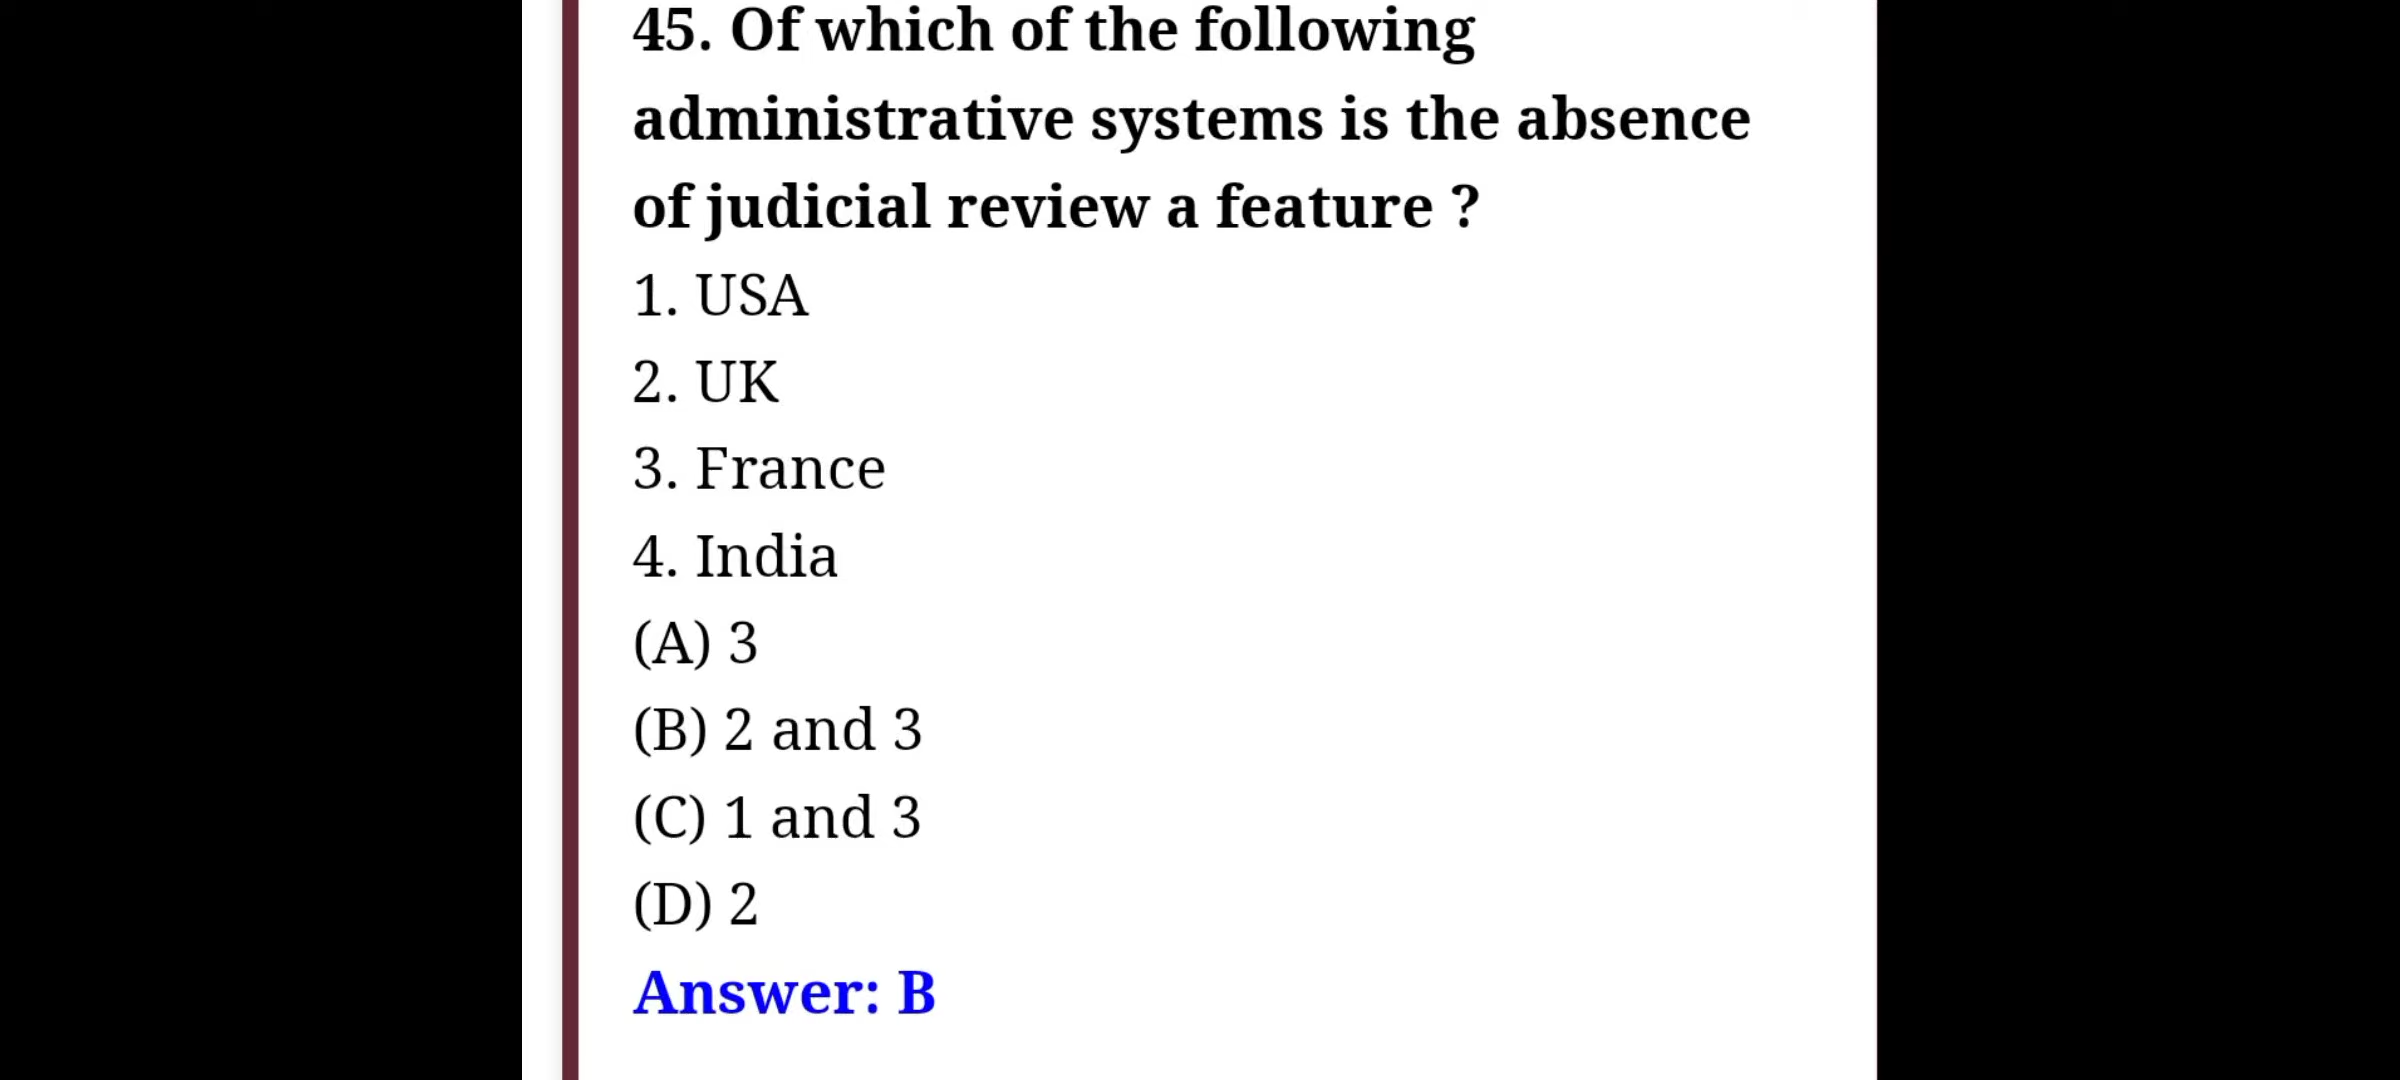 45. Of which of the following
administrative systems is the absence
of judicial review a feature ?
1. USA
2. UK
3. France
4. India
(A) 3
(B) 2 and 3
(C) 1 and 3
(D) 2
Answer: B